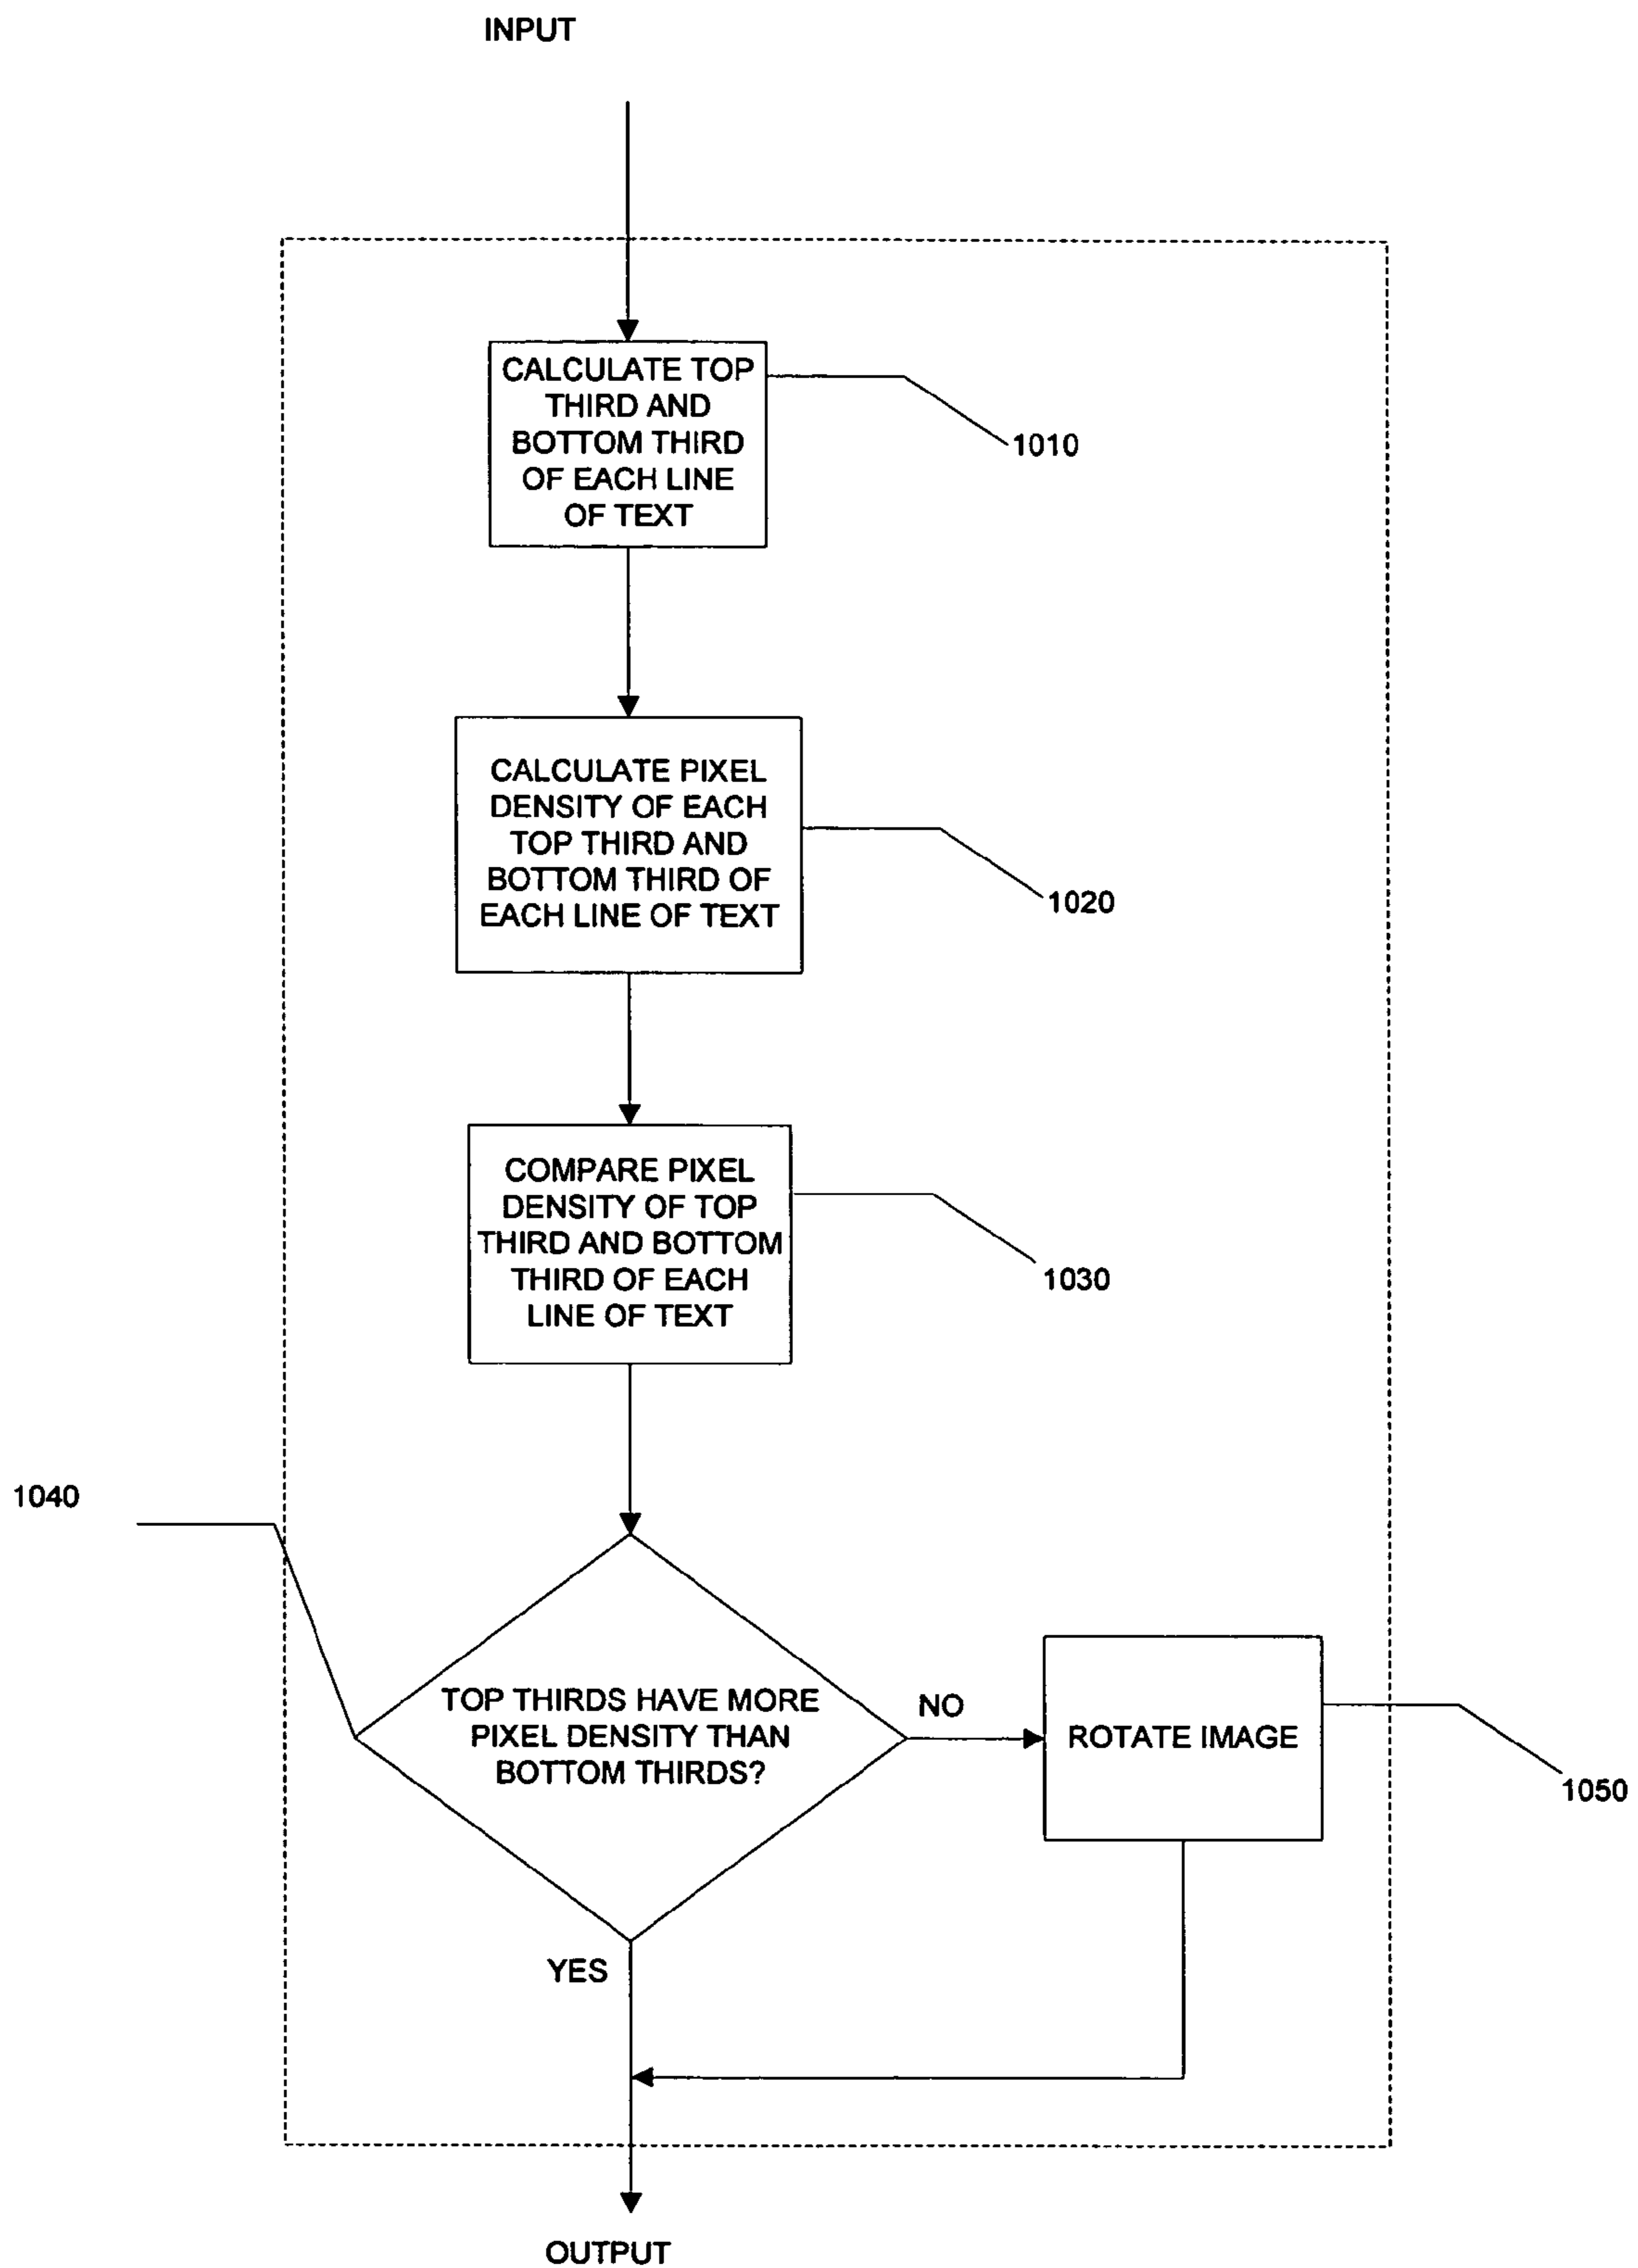 INPUT
CALCULATE TOP
THIRD AND
BOTTOM THIRD
OF EACH LINE
OF TEXT
1010
CALCULATE PIXEL
DENSITY OF EACH
TOP THIRD AND
BOTTOM THIRD OF
EACH LINE OF TEXT
1020
COMPARE PIXEL
DENSITY OF TOP
THIRD AND BOTTOM
THIRD OF EACH
LINE OF TEXT
1030
1040
TOP THIRDS HAVE MORE
PIXEL DENSITY THAN
BOTTOM THIRDS?
NO
ROTATE IMAGE
1050
YES
OUTPUT